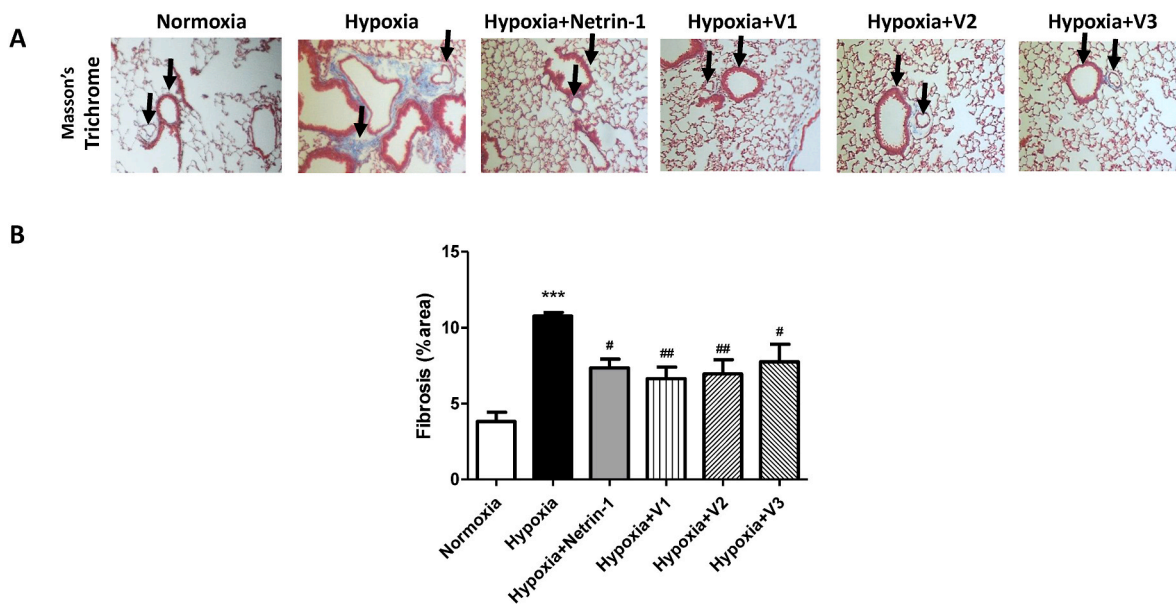 A
Normoxia
Hypoxia
Hypoxia+Netrin-1
Hypoxia+V1
Hypoxia+V2
Hypoxia+V3
Masson's
Trichrome
B
Fibrosis (%area)
15
10
5
0
***
#
##
##
#
Normoxia
Hypoxia
Hypoxia+Netrin-1
Hypoxia+V1
Hypoxia+V2
Hypoxia+V3